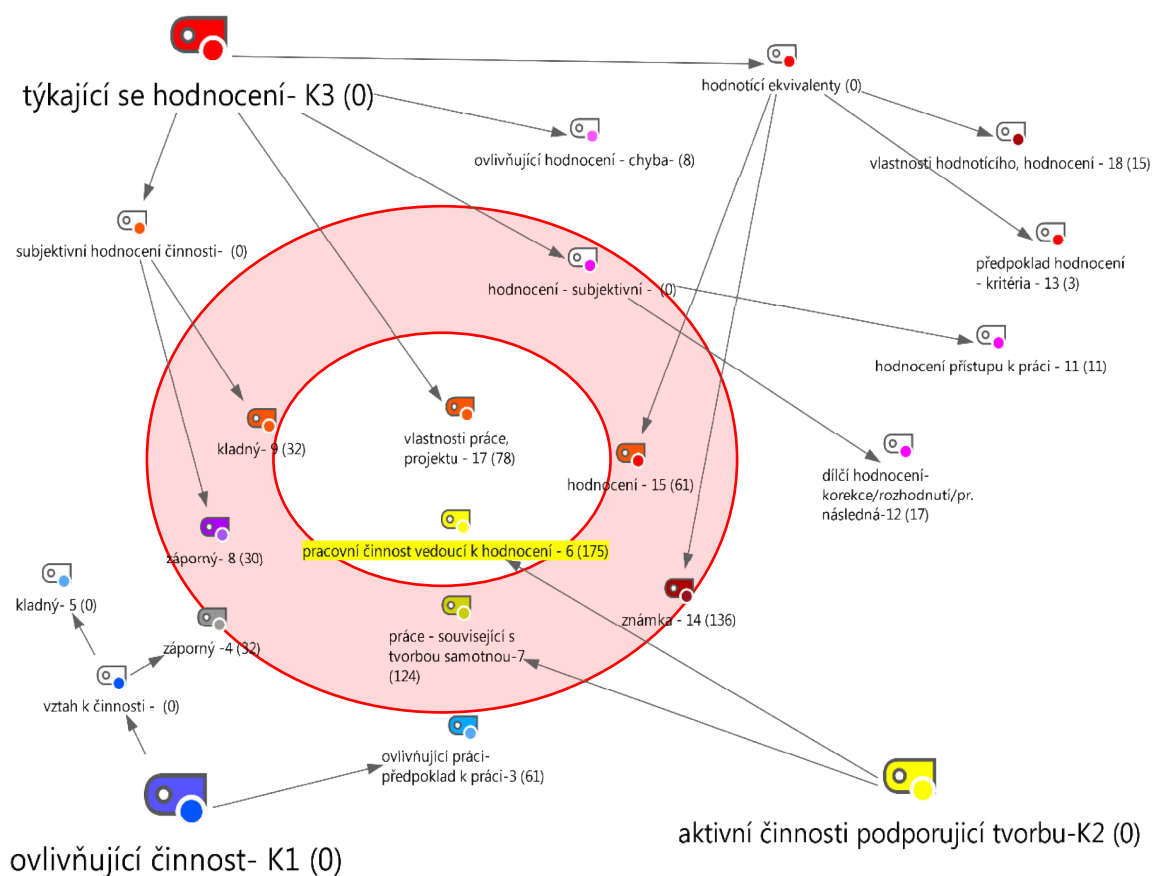 týkající se hodnocení- K3 (0)
hodnotící ekvivalenty (0)
ovlivňující hodnocení - chyba- (8)
vlastnosti hodnotícího, hodnocení - 18 (15)
subjektivní hodnocení činnosti- (0)
předpoklad hodnocení
- kritéria - 13 (3)
hodnocení - subjektivní - (0)
hodnocení přístupu k práci - 11 (11)
kladný- 9 (32)
vlastnosti práce,
projektu - 17 (78)
hodnocení - 15 (61)
dílčí hodnocení-
korekce/rozhodnutí/pr.
následná-12 (17)
pracovní činnost vedoucí k hodnocení - 6 (175)
záporný- 8 (30)
kladný- 5 (0)
známka - 14 (136)
záporný -4 (32)
práce - související s
tvorbou samotnou-7
(124)
vztah k činnosti - (0)
ovlivňující práci-
předpoklad k práci-3 (61)
aktivní činnosti podporujicí tvorbu-K2 (0)
ovlivňující činnost- K1 (0)